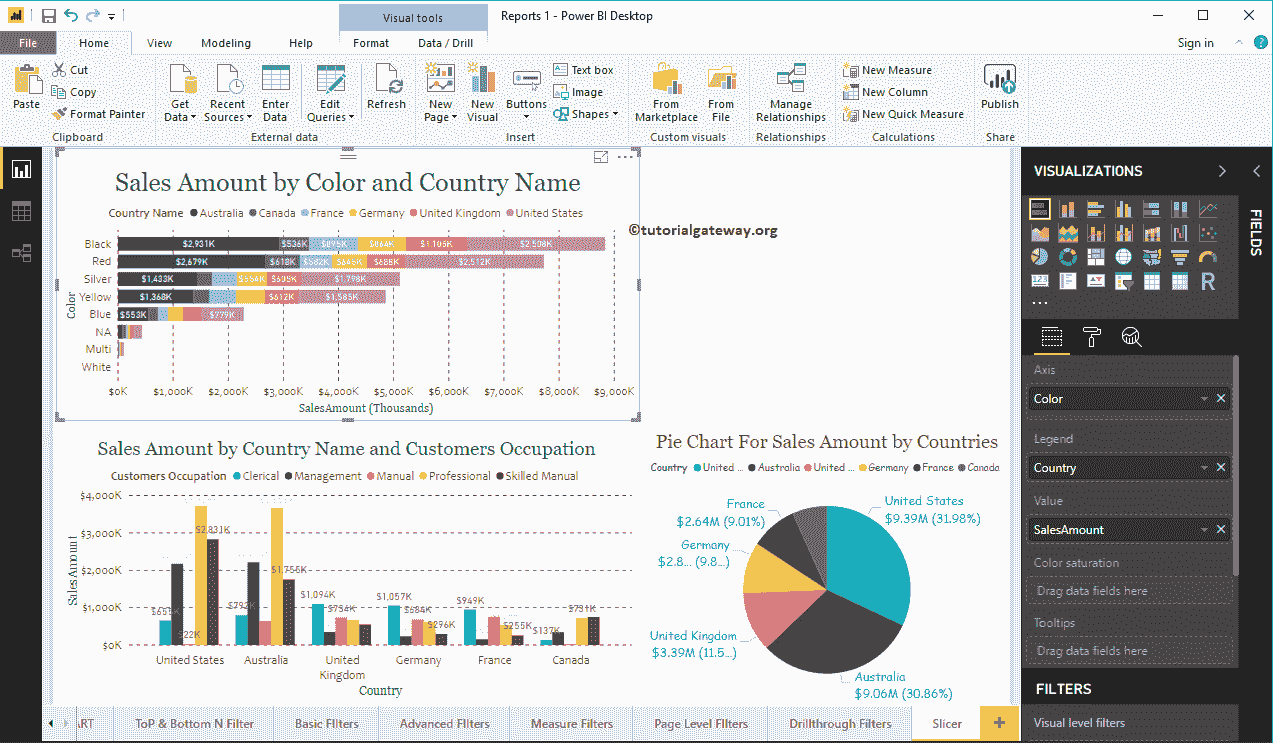 Visual tools Reports 1 - Power BI Desktop
File Home View Modeling Help Format Data / Drill Sign in
Paste Cut Copy Format Painter
Get Data Recent Sources Enter Data Edit Queries Refresh
New Page New Visual Buttons Text box Image Shapes
From Marketplace From File Manage Relationships
New Measure New Column New Quick Measure Publish
Clipboard External data Insert Custom visuals Relationships Calculations Share
Sales Amount by Color and Country Name
Country Name Australia Canada France Germany United Kingdom United States
©tutorialgateway.org
Color
Black $2,931K $536K $895K $864K $1,105K $2,508K
Red $2,679K $618K $582K $2,512K
Silver $1,433K $1,798K
Yellow $1,368K $612K $1,585K
Blue $553K $779K
NA
Multi
White
$0K $1,000K $2,000K $3,000K $4,000K $5,000K $6,000K $7,000K $8,000K $9,000K
SalesAmount (Thousands)
Sales Amount by Country Name and Customers Occupation
Customers Occupation Clerical Management Manual Professional Skilled Manual
Sales Amount
$4,000K
$3,000K
$2,000K
$1,000K
$0K
$2,831K
$22K
$1,755K
$1,094K
$734K
$1,057K
$684K
$296K
$949K
$255K
$137K
$731K
United States Australia United Kingdom Germany France Canada
Country
Pie Chart For Sales Amount by Countries
Country United ... Australia United ... Germany France Canada
United States
$9.39M (31.98%)
France
$2.64M (9.01%)
Germany
$2.8... (9.8...)
United Kingdom
$3.39M (11.5...)
Australia
$9.06M (30.86%)
ART ToP & Bottom N Filter Basic FIlters Advanced FIlters Measure Filters Page Level FIlters Drillthrough Filters Slicer +
VISUALIZATIONS
FIELDS
123
R
Axis
Color
Legend
Country
Value
SalesAmount
Color saturation
Drag data fields here
Tooltips
Drag data fields here
FILTERS
Visual level filters